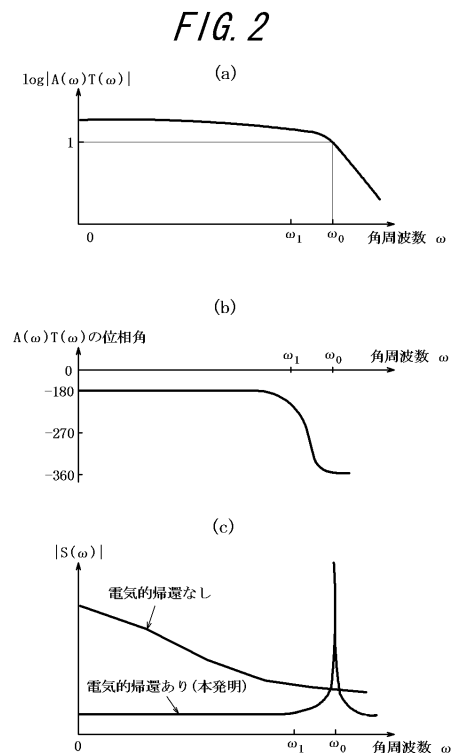 FIG. 2
(a)
log|A(ω)T(ω)|
1
0
ω1
ω0
角周波数 ω
(b)
A(ω)T(ω)の位相角
ω1
ω0
角周波数 ω
0
-180
-270
-360
(c)
|S(ω)|
電気的帰還なし
電気的帰還あり(本発明)
0
ω1
ω0
角周波数 ω